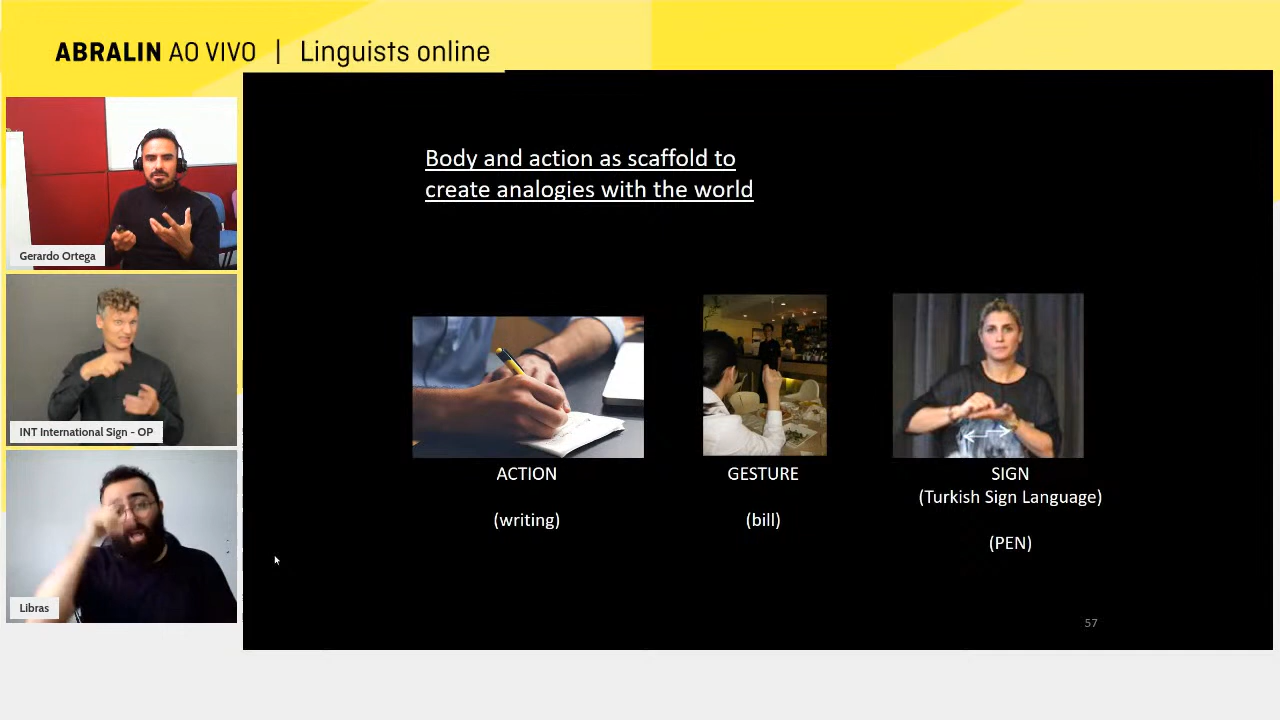 ABRALIN AO VIVO | Linguists online
Gerardo Ortega
INT International Sign - OP
Libras
Body and action as scaffold to
create analogies with the world
ACTION
(writing)
GESTURE
(bill)
SIGN
(Turkish Sign Language)
(PEN)
57